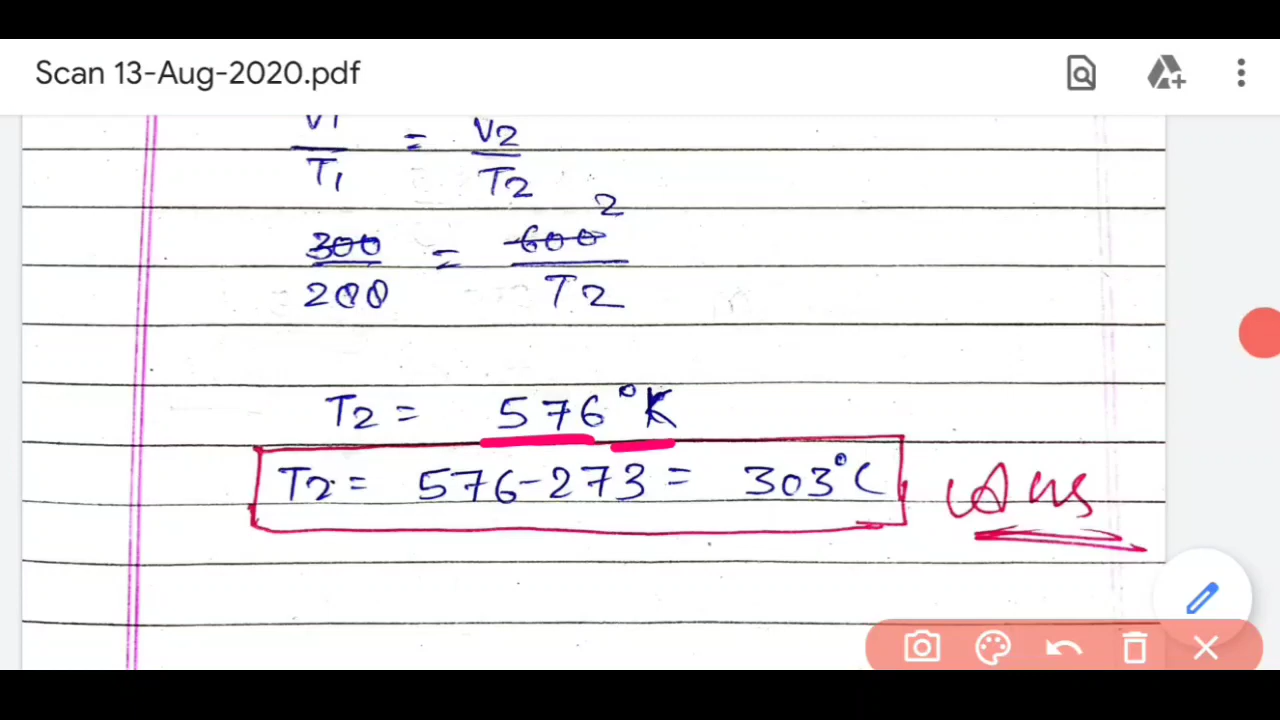 Scan 13-Aug-2020.pdf
V1 = V2
T1 T2
2
300 = 600
200 T2
T2 = 576°K
T2 = 576-273 = 303°C
Ans